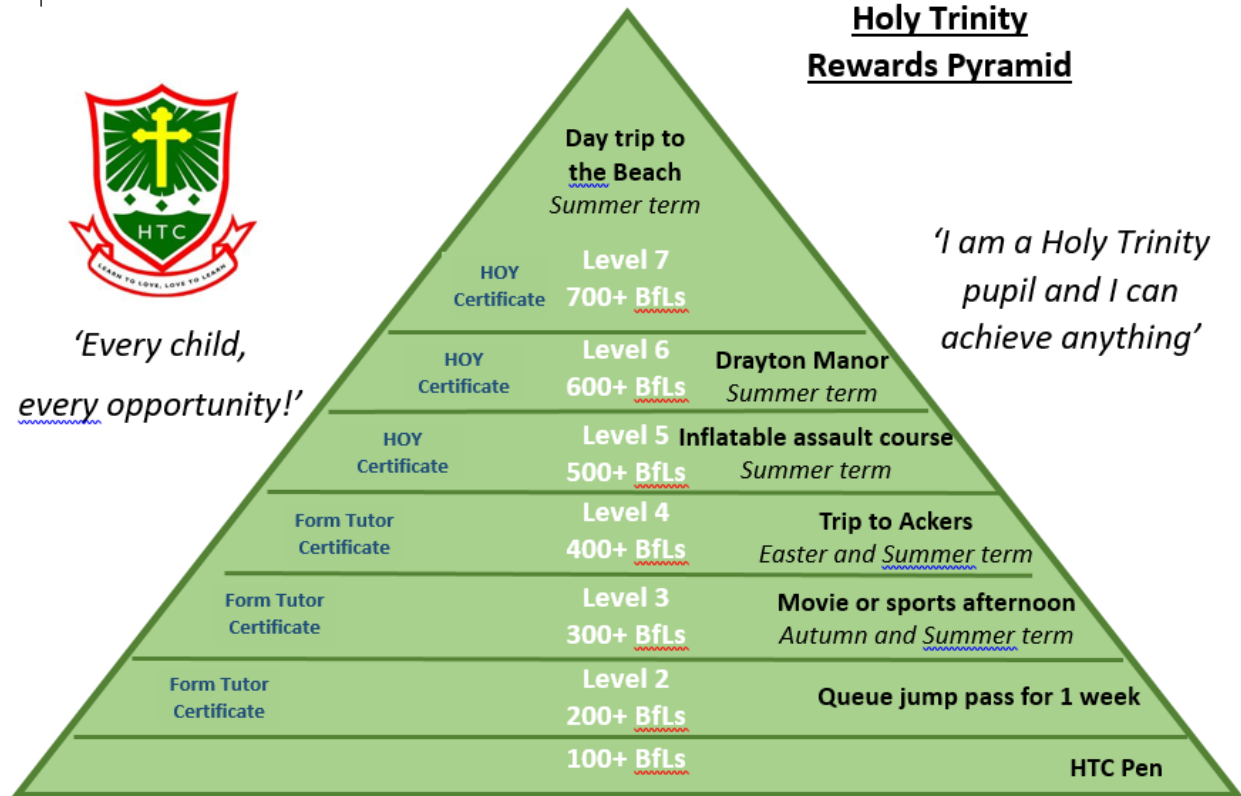 Holy Trinity
Rewards Pyramid
HTC
LEARN TO LOVE, LOVE TO LEARN
'Every child,
every opportunity!'
'I am a Holy Trinity
pupil and I can
achieve anything'
Day trip to
the Beach
Summer term
HOY
Certificate
Level 7
700+ BfLs
HOY
Certificate
Level 6
600+ BfLs
Drayton Manor
Summer term
HOY
Certificate
Level 5
500+ BfLs
Inflatable assault course
Summer term
Form Tutor
Certificate
Level 4
400+ BfLs
Trip to Ackers
Easter and Summer term
Form Tutor
Certificate
Level 3
300+ BfLs
Movie or sports afternoon
Autumn and Summer term
Form Tutor
Certificate
Level 2
200+ BfLs
Queue jump pass for 1 week
100+ BfLs
HTC Pen